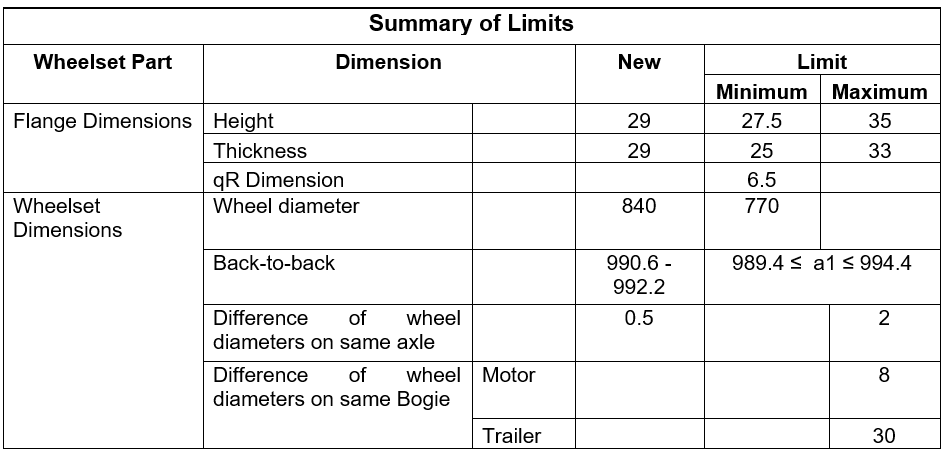 Summary of Limits
Wheelset Part Dimension New Limit
Minimum Maximum
Flange Dimensions Height 29 27.5 35
Thickness 29 25 33
qR Dimension 6.5
Wheelset Wheel diameter 840 770
Dimensions
Back-to-back 990.6 - 989.4 ≤ a1 ≤ 994.4
992.2
Difference of wheel 0.5 2
diameters on same axle
Difference of wheel Motor 8
diameters on same Bogie
Trailer 30